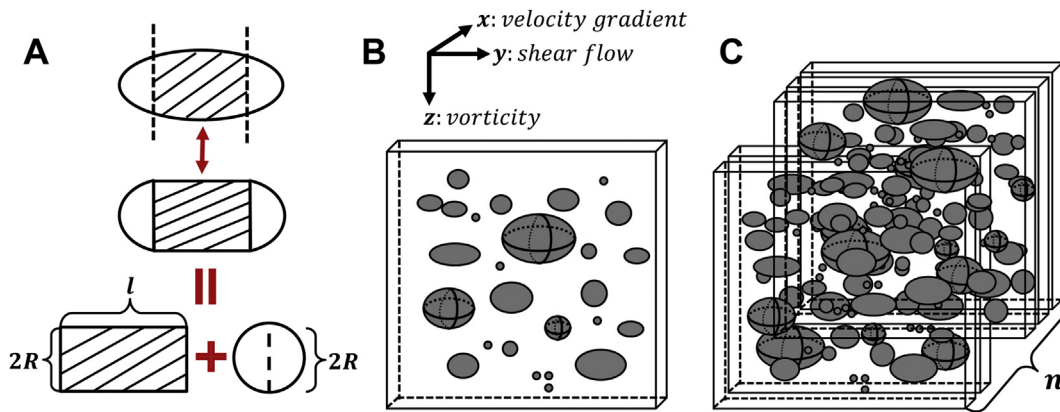 A
l
2R
2R
B
x: velocity gradient
y: shear flow
z: vorticity
C
n